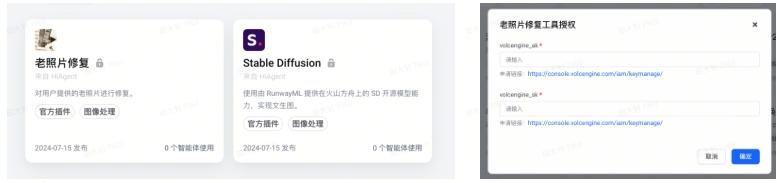 老照片修复
来自 HiAgent
对用户提供的老照片进行修复。
官方插件 图像处理
2024-07-15 发布 0 个智能体使用
S.
Stable Diffusion
来自 HiAgent
使用由 RunwayML 提供在火山方舟上的 SD 开源模型能
力，实现文生图。
官方插件 图像处理
2024-07-15 发布 0 个智能体使用
老照片修复工具授权
volcengine_ak *
请输入
申请链接: https://console.volcengine.com/iam/keymanage/
volcengine_sk *
请输入
申请链接: https://console.volcengine.com/iam/keymanage/
取消 确定